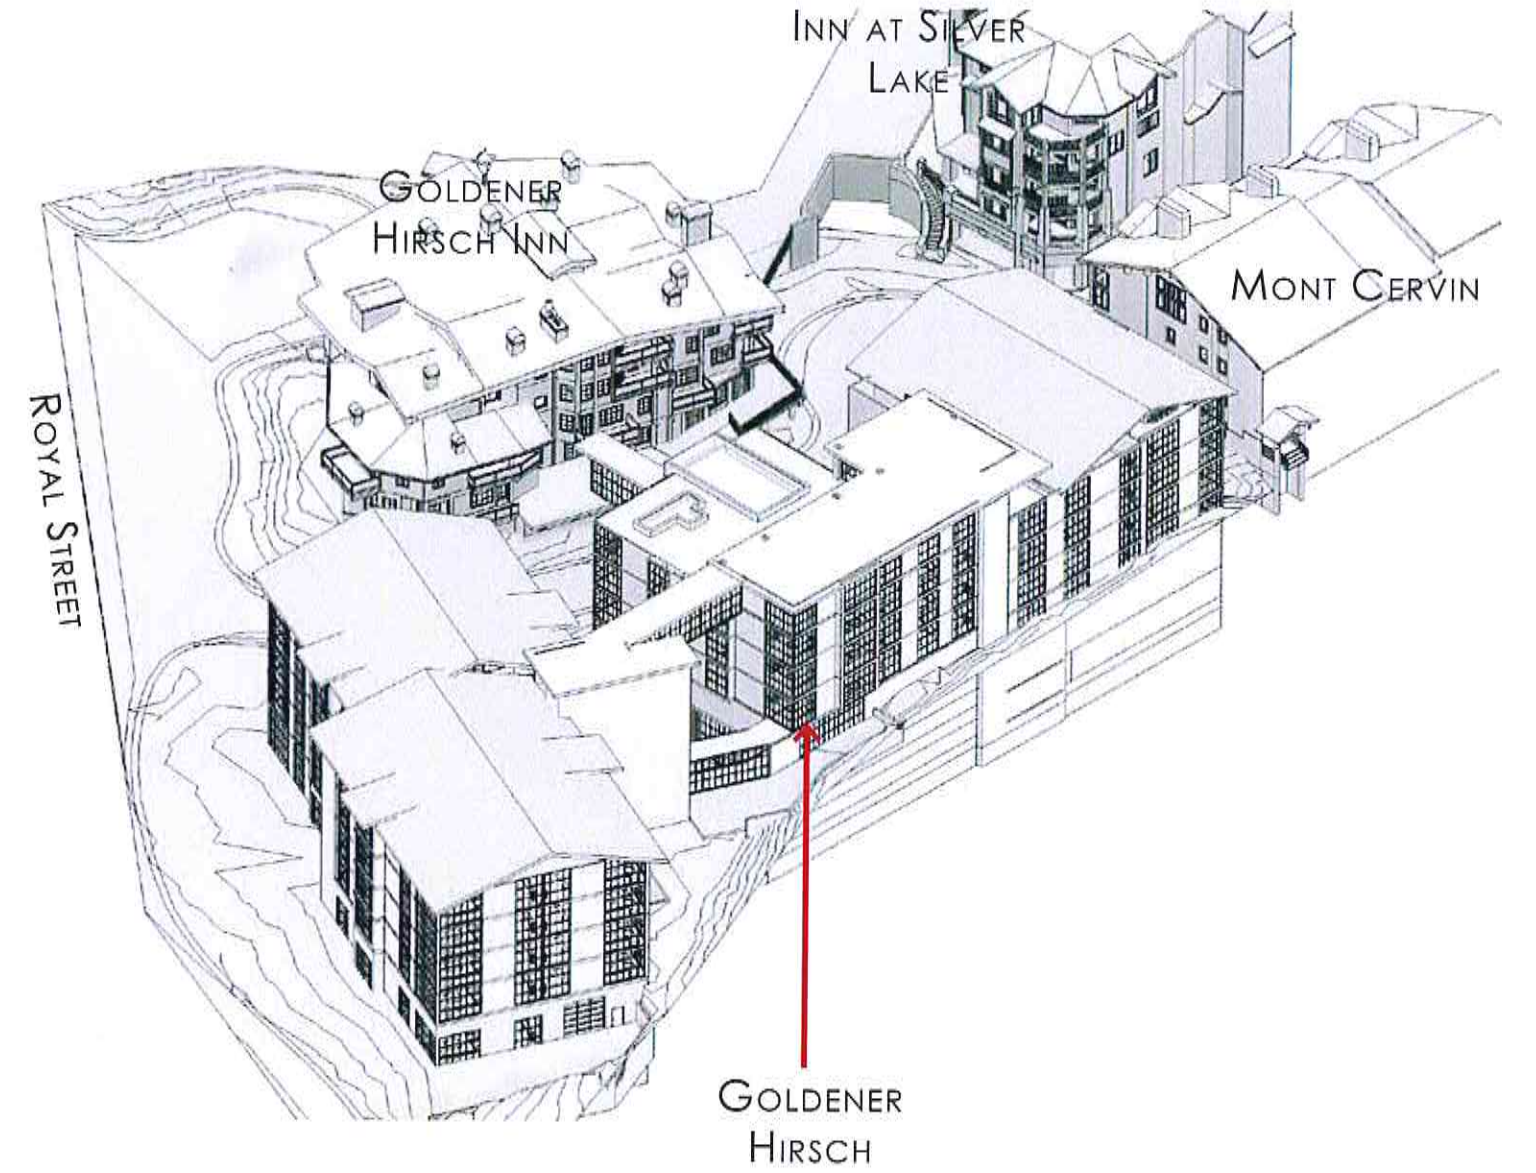 INN AT SILVER
LAKE
GOLDENER
HIRSCH INN
MONT CERVIN
ROYAL STREET
GOLDENER
HIRSCH